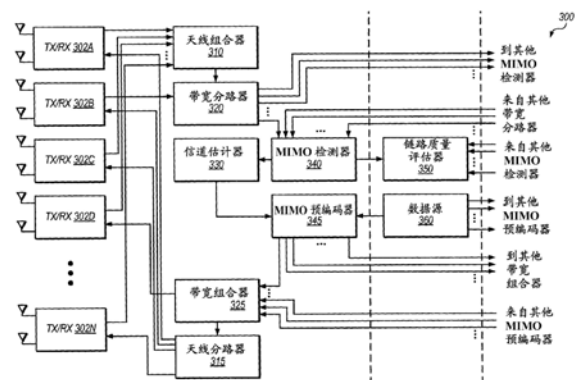 300
TX/RX 302A
天线组合器
310
到其他
MIMO
检测器
TX/RX 302B
带宽分路器
320
来自其他
带宽
分路器
TX/RX 302C
信道估计器
330
MIMO 检测器
340
链路质量
评估器
350
来自其他
MIMO
检测器
TX/RX 302D
MIMO 预编码器
345
数据源
360
到其他
MIMO
预编码器
到其他
带宽
组合器
带宽组合器
325
来自其他
MIMO
预编码器
TX/RX 302N
天线分路器
315